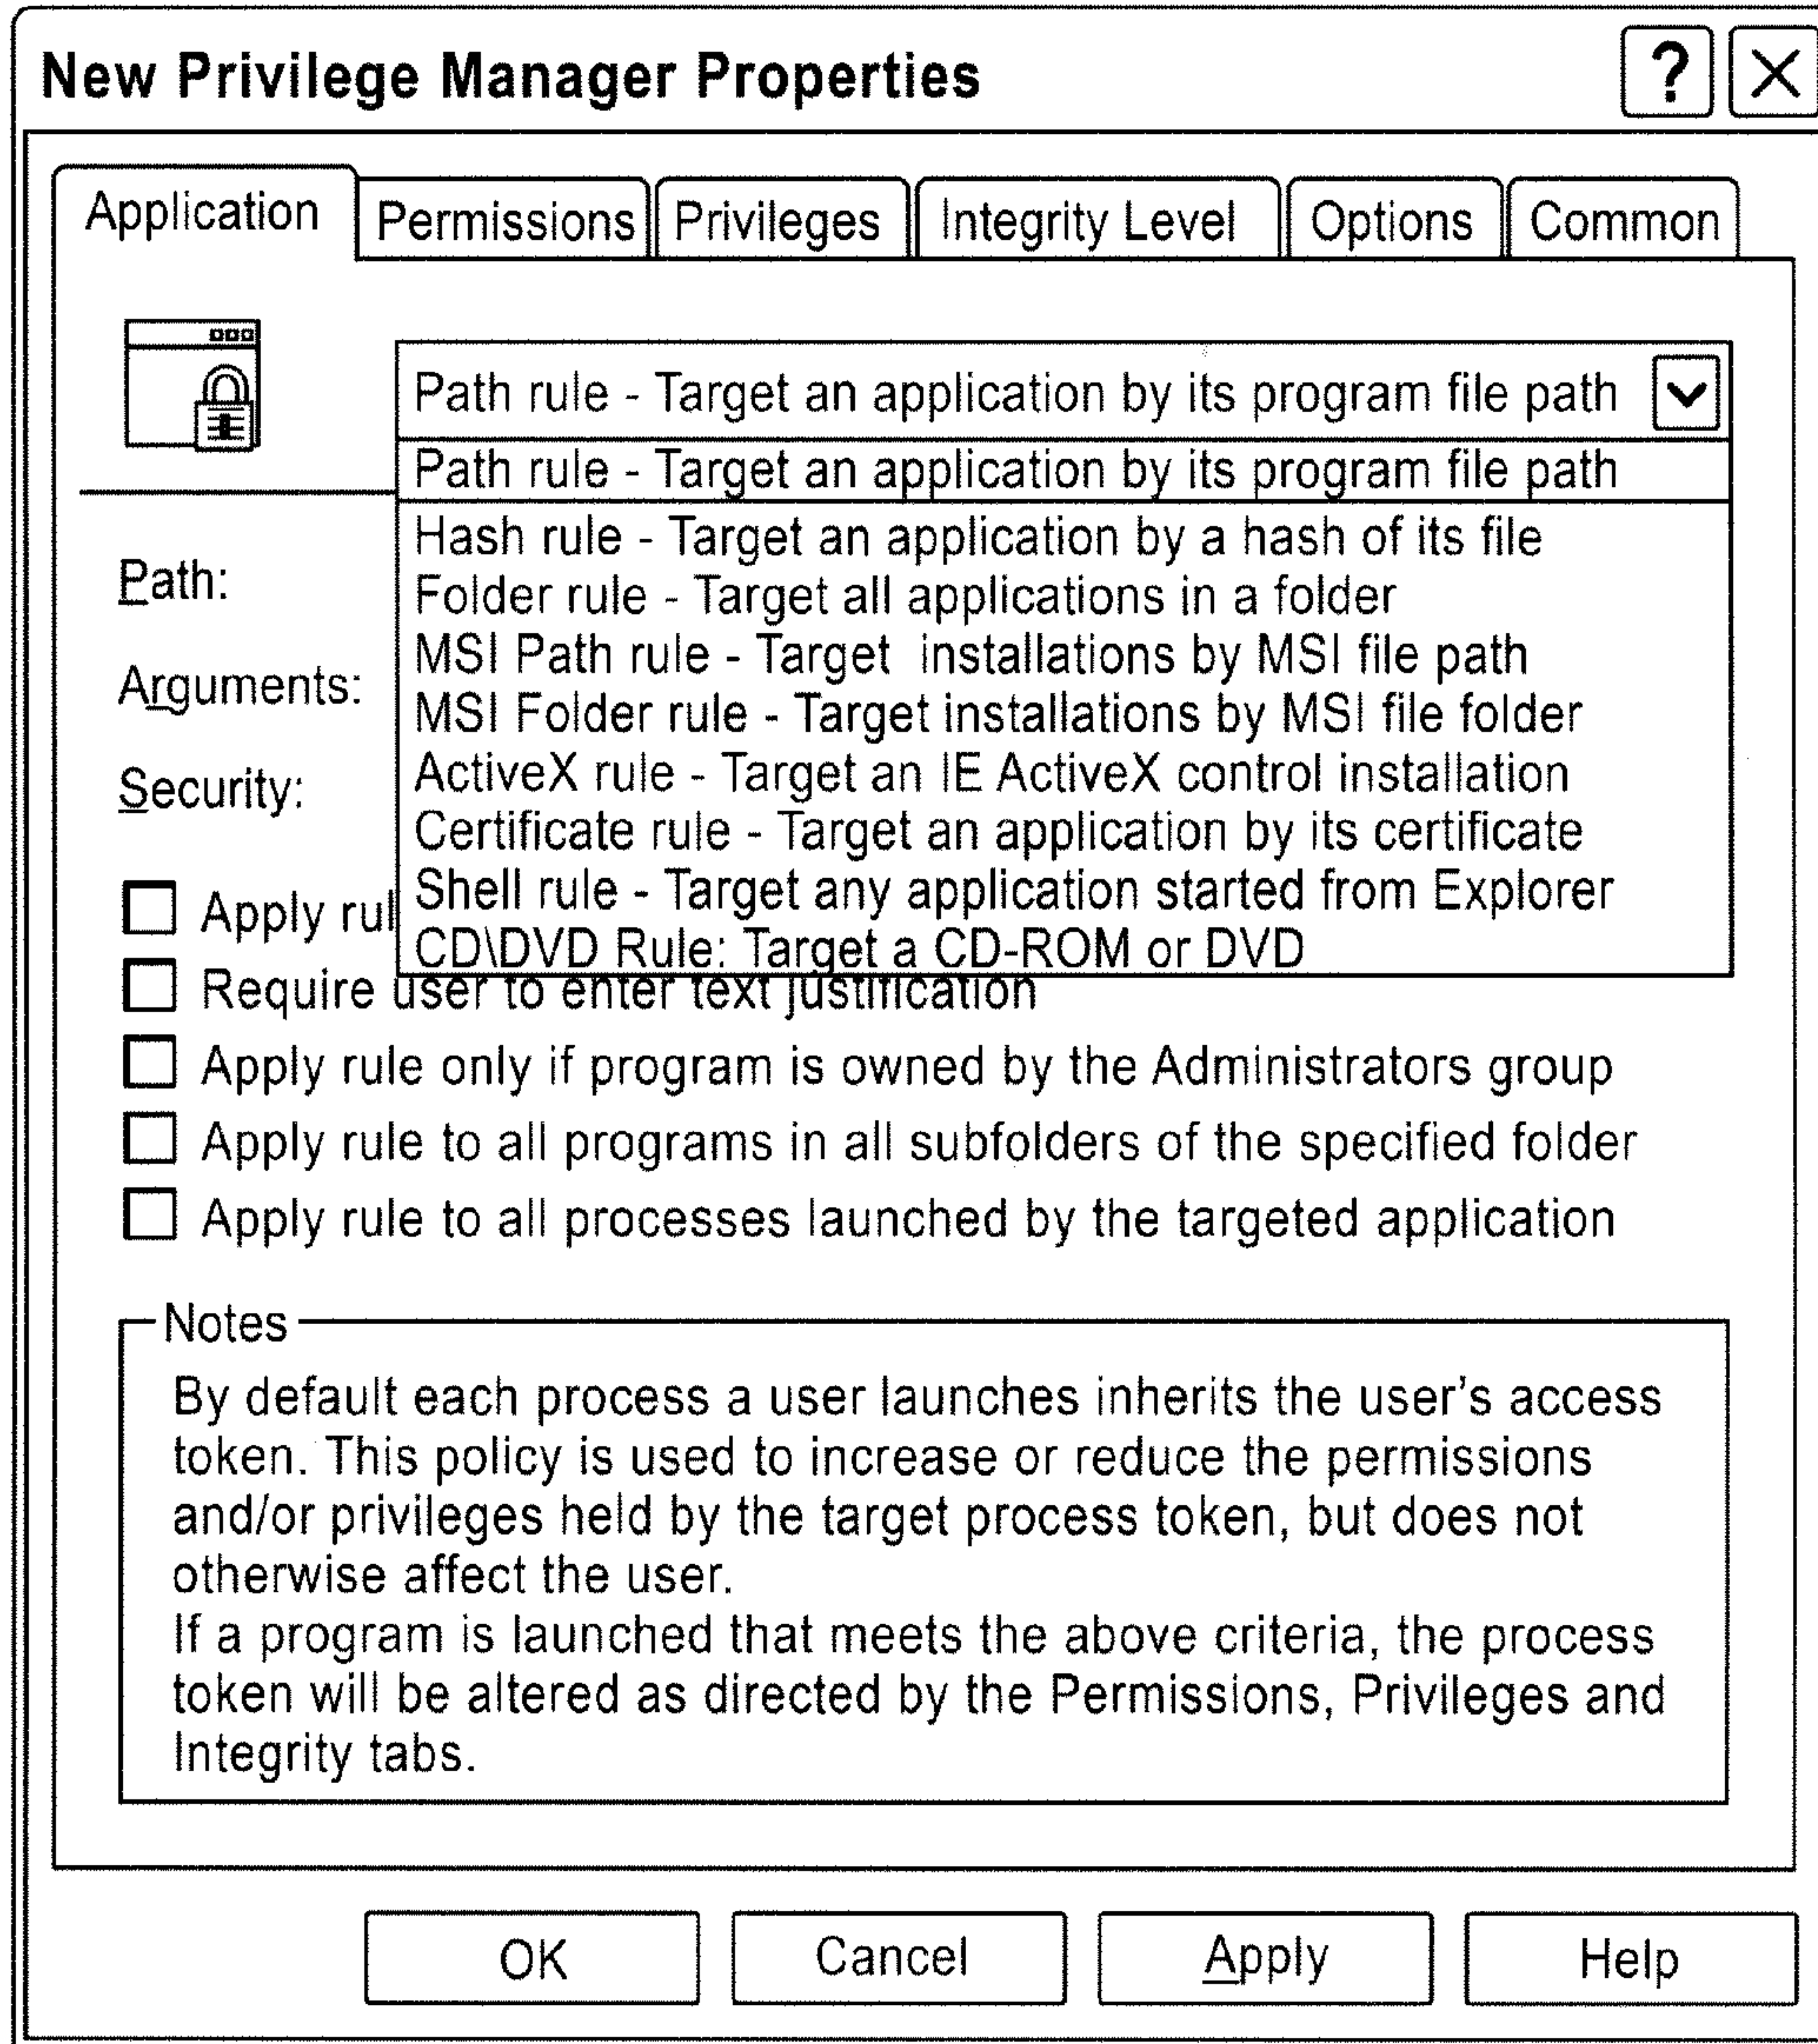 New Privilege Manager Properties
?
Application Permissions Privileges Integrity Level Options Common
Path rule - Target an application by its program file path
Path rule - Target an application by its program file path
Hash rule - Target an application by a hash of its file
Folder rule - Target all applications in a folder
MSI Path rule - Target installations by MSI file path
MSI Folder rule - Target installations by MSI file folder
ActiveX rule - Target an IE ActiveX control installation
Certificate rule - Target an application by its certificate
Shell rule - Target any application started from Explorer
CD\DVD Rule: Target a CD-ROM or DVD
Path:
Arguments:
Security:
Apply rul
Require user to enter text justification
Apply rule only if program is owned by the Administrators group
Apply rule to all programs in all subfolders of the specified folder
Apply rule to all processes launched by the targeted application
Notes
By default each process a user launches inherits the user's access
token. This policy is used to increase or reduce the permissions
and/or privileges held by the target process token, but does not
otherwise affect the user.
If a program is launched that meets the above criteria, the process
token will be altered as directed by the Permissions, Privileges and
Integrity tabs.
OK Cancel Apply Help